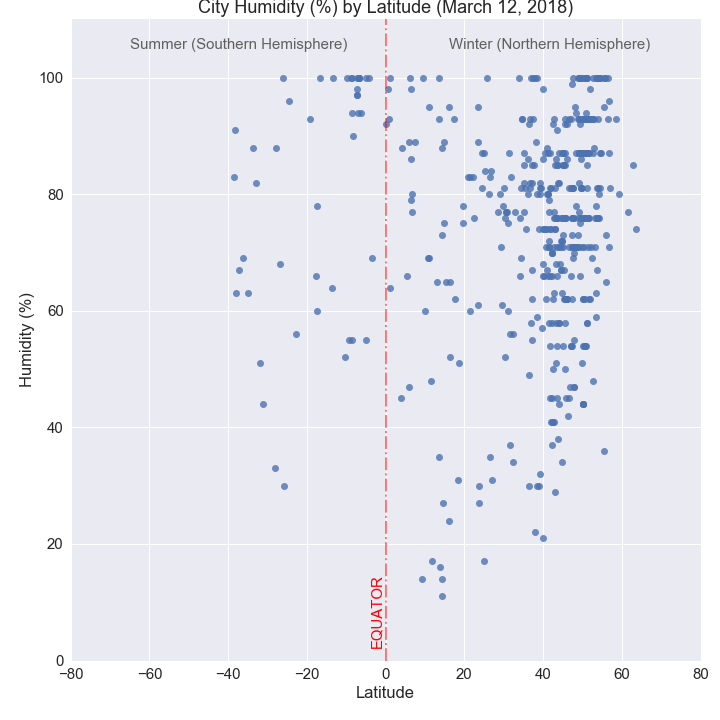 City Humidity (%) by Latitude (March 12, 2018)
Summer (Southern Hemisphere) Winter (Northern Hemisphere)
100
80
60
40
20
0
Humidity (%)
EQUATOR
−80 −60 −40 −20 0 20 40 60 80
Latitude